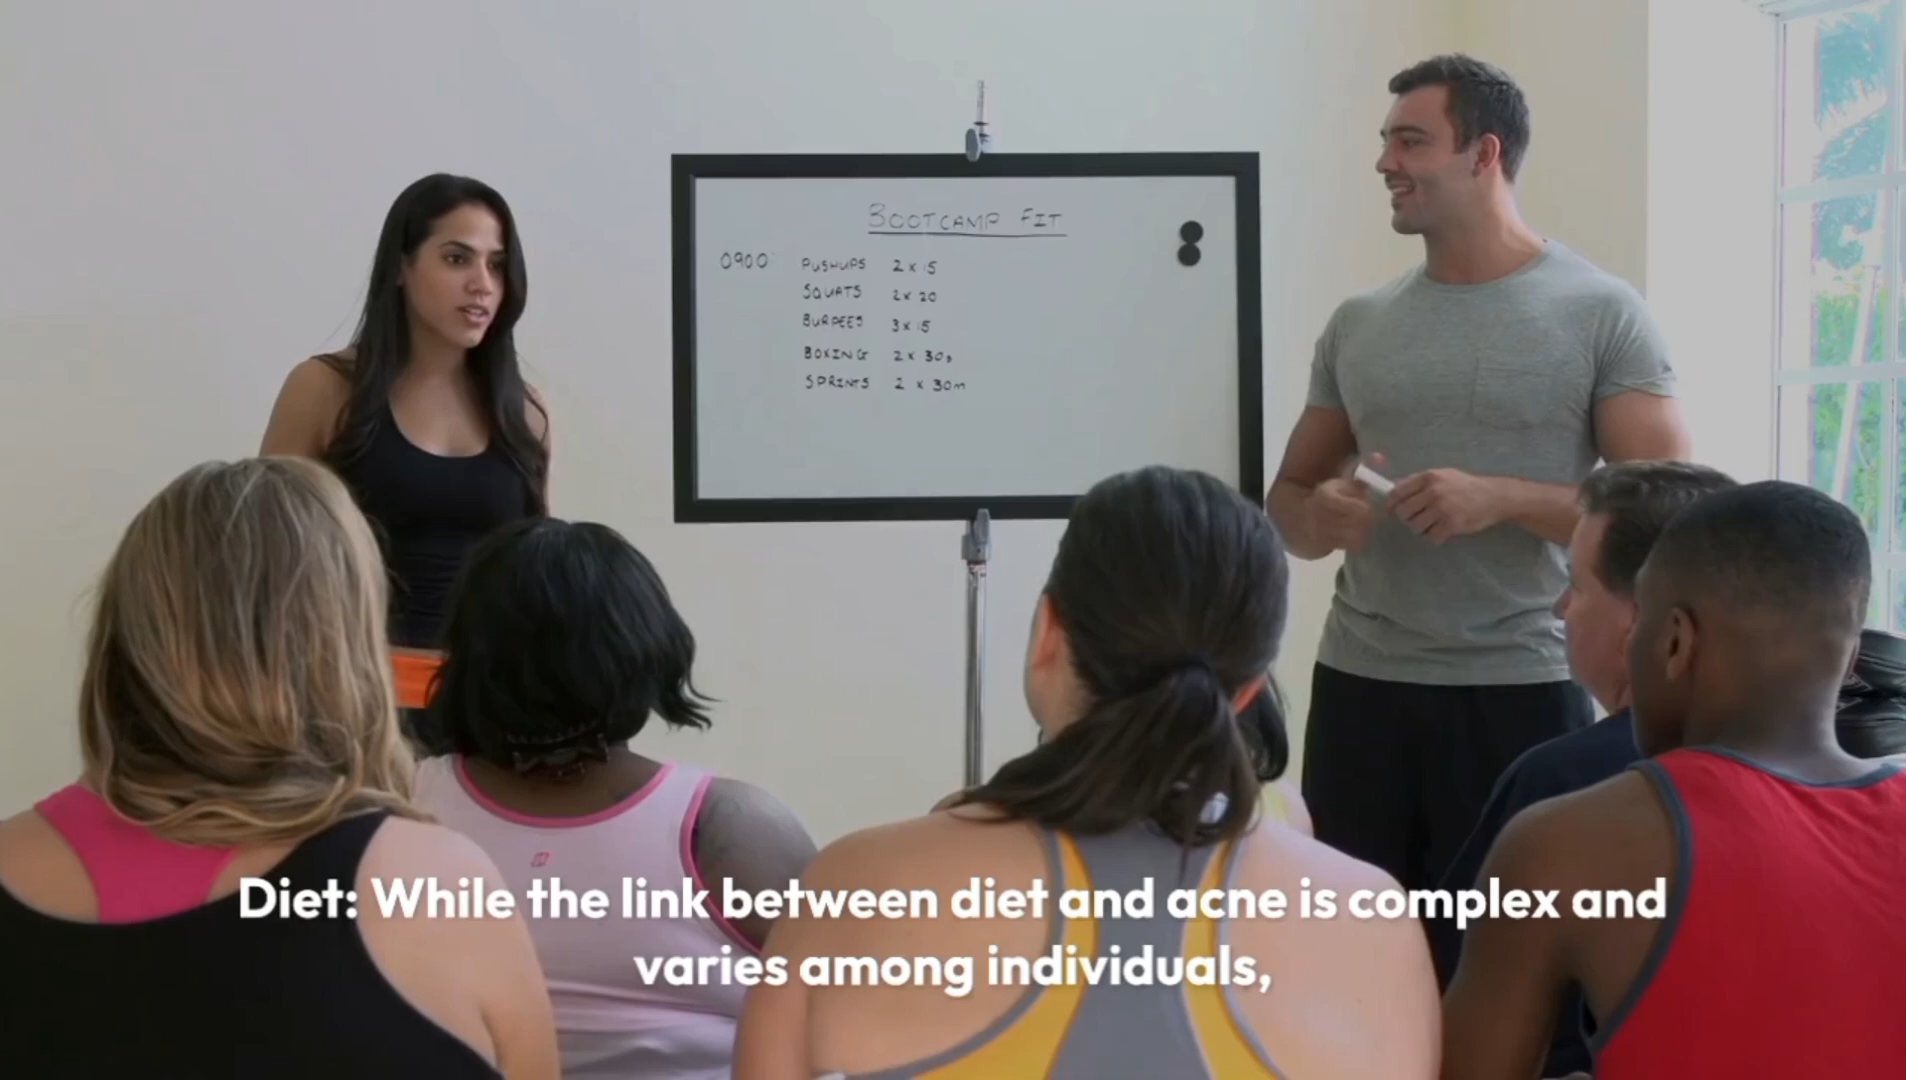 BOOTCAMP FIT
0900 PUSHUPS 2 x 15
SQUATS 2 x 20
BURPEES 3 x 15
BOXING 2 x 30s
SPRINTS 2 x 30m
Diet: While the link between diet and acne is complex and
varies among individuals,